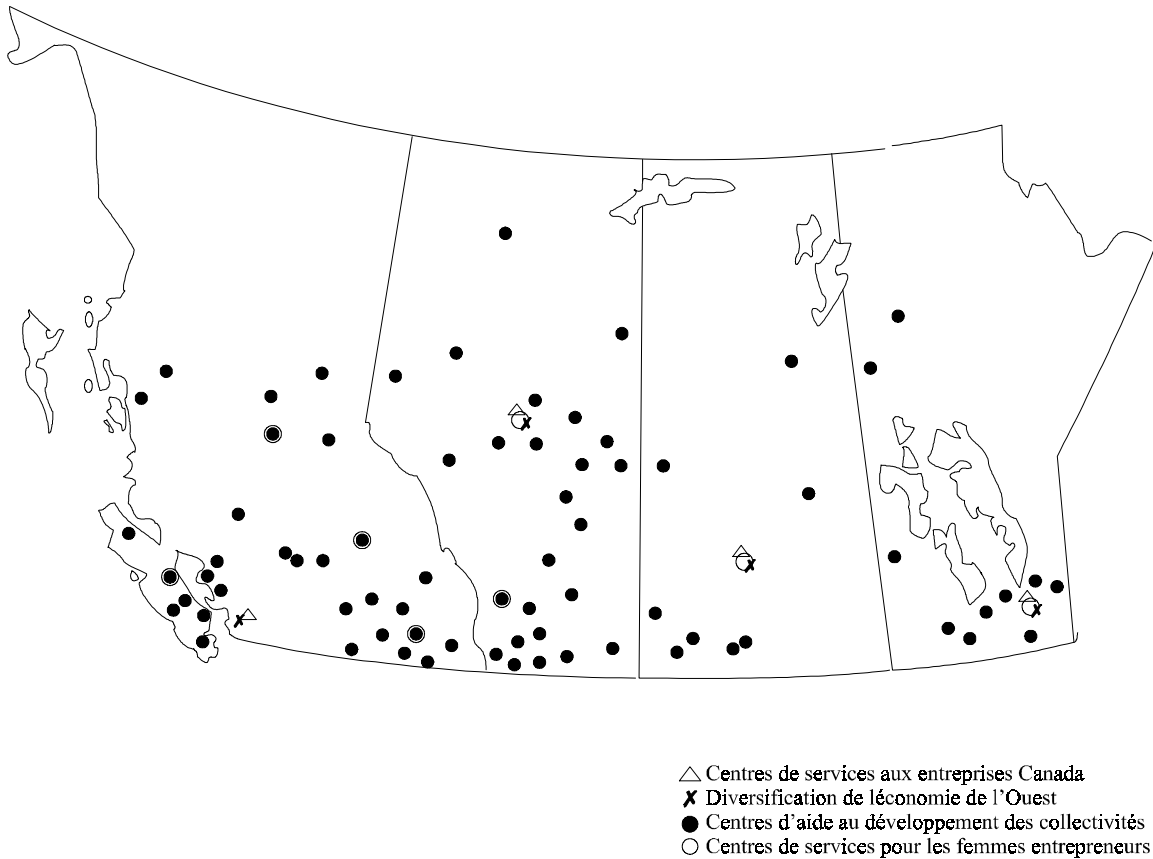 Centres de services aux entreprises Canada
Diversification de léconomie de l’Ouest
Centres d’aide au développement des collectivités
Centres de services pour les femmes entrepreneurs